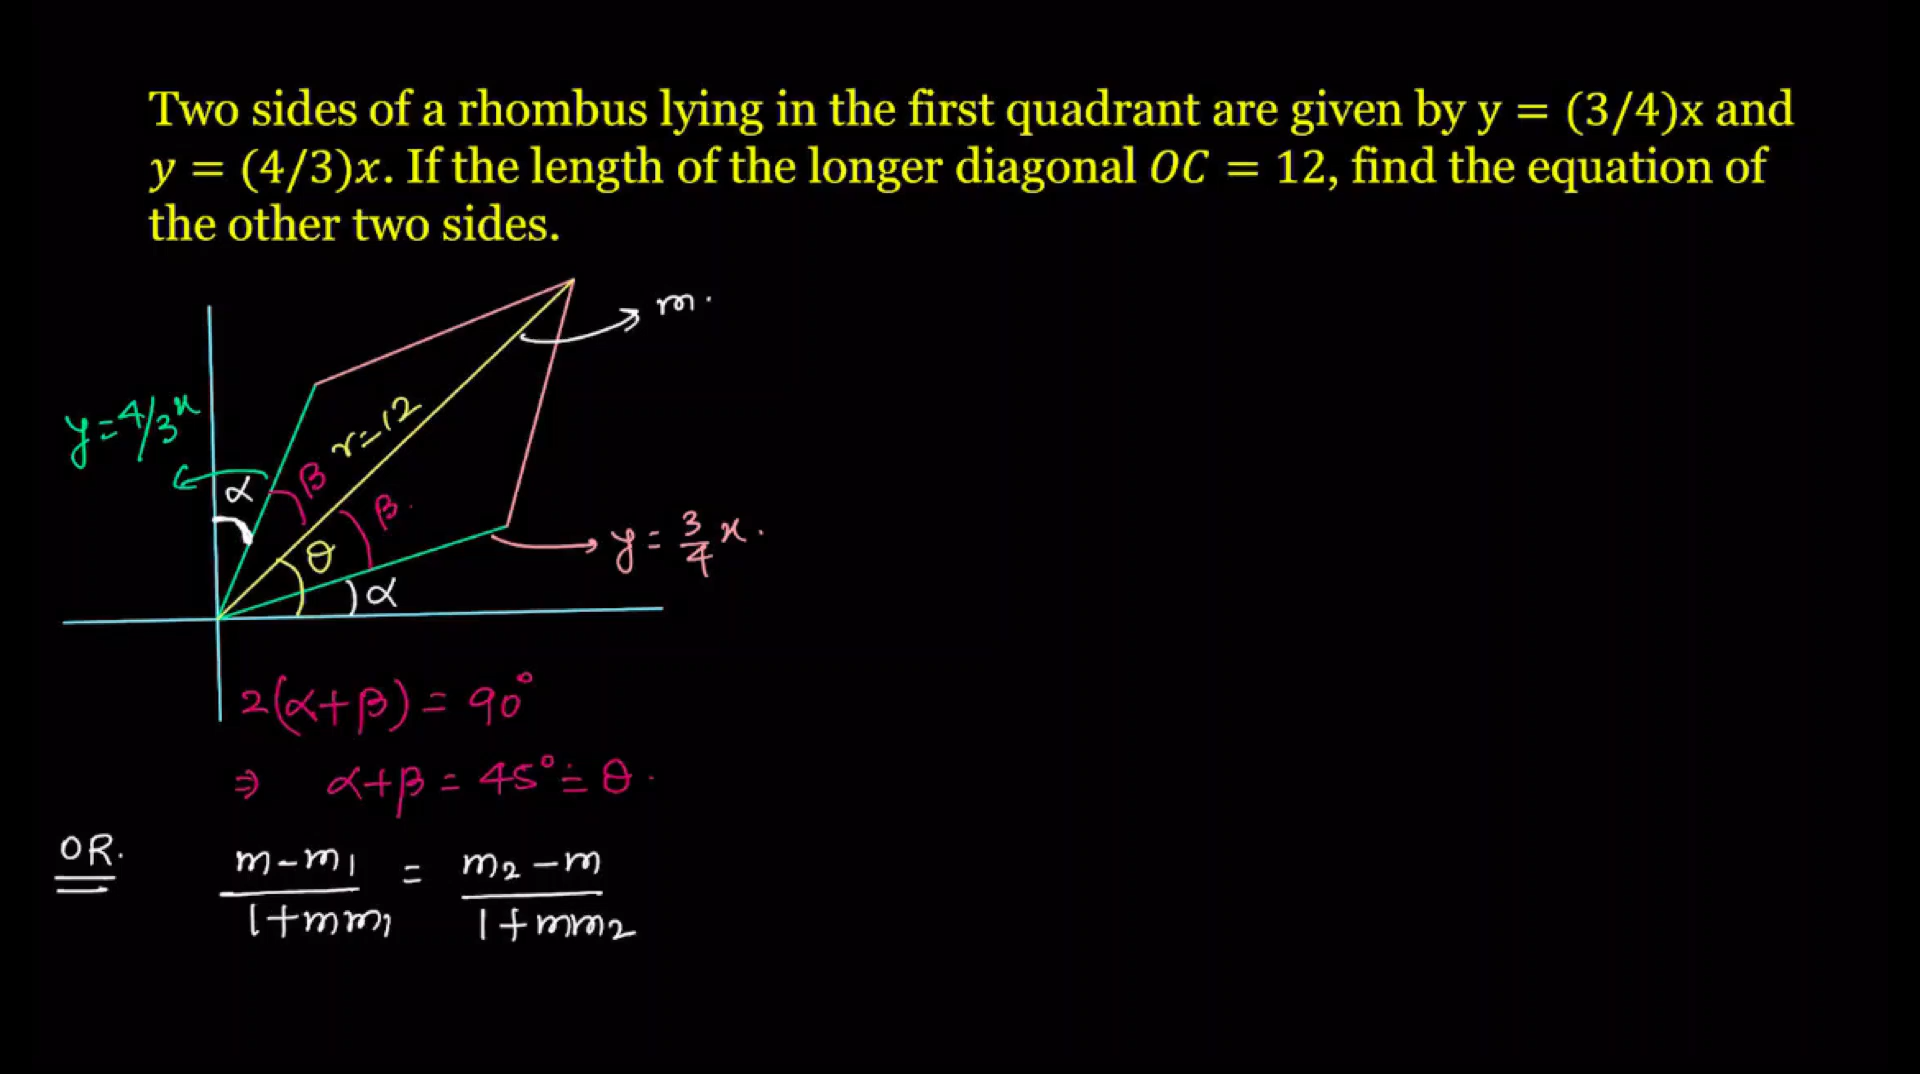 Two sides of a rhombus lying in the first quadrant are given by y = (3/4)x and
y = (4/3)x. If the length of the longer diagonal OC = 12, find the equation of
the other two sides.
m.
y=4/3x
r=12
α
β
β.
θ
y = 3/4 x.
α
2(α+β) = 90°
⇒ α+β = 45° = θ.
OR.
m-m₁/1+mm₁ = m₂-m/1+mm₂